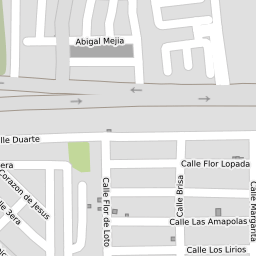 Abigal Mejia
lle Duarte
era
Calle Flor Lopada
Corazon de Jesus
Calle 3era
Calle Flor de Loto
Calle Brisa
Calle Margarita
Calle Las Amapolas
Calle Los Lirios